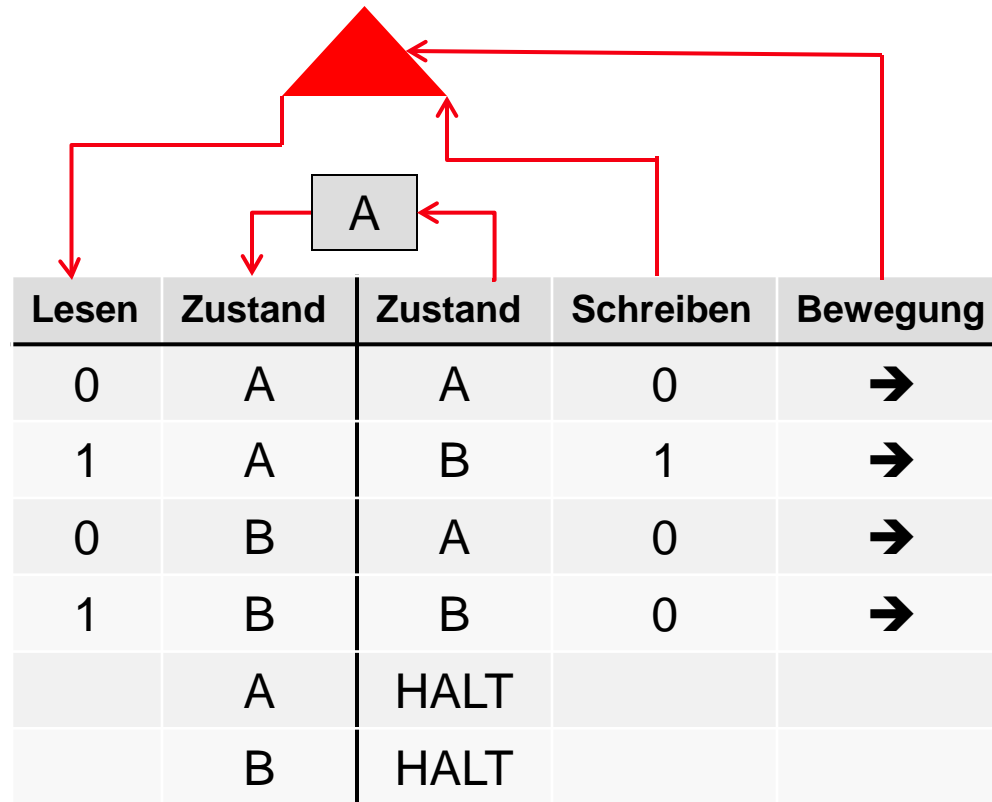 A
Lesen Zustand Zustand Schreiben Bewegung
0 A A 0 ➔
1 A B 1 ➔
0 B A 0 ➔
1 B B 0 ➔
A HALT
B HALT